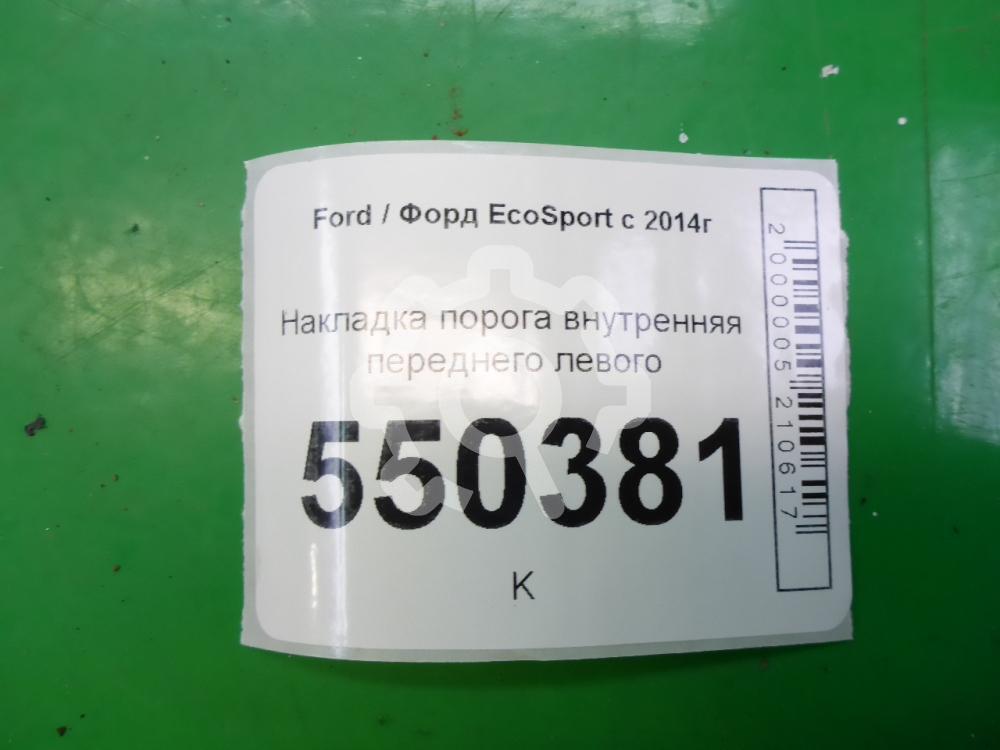 Ford / Форд EcoSport с 2014г
Накладка порога внутренняя
переднего левого
550381
К
2000005210617